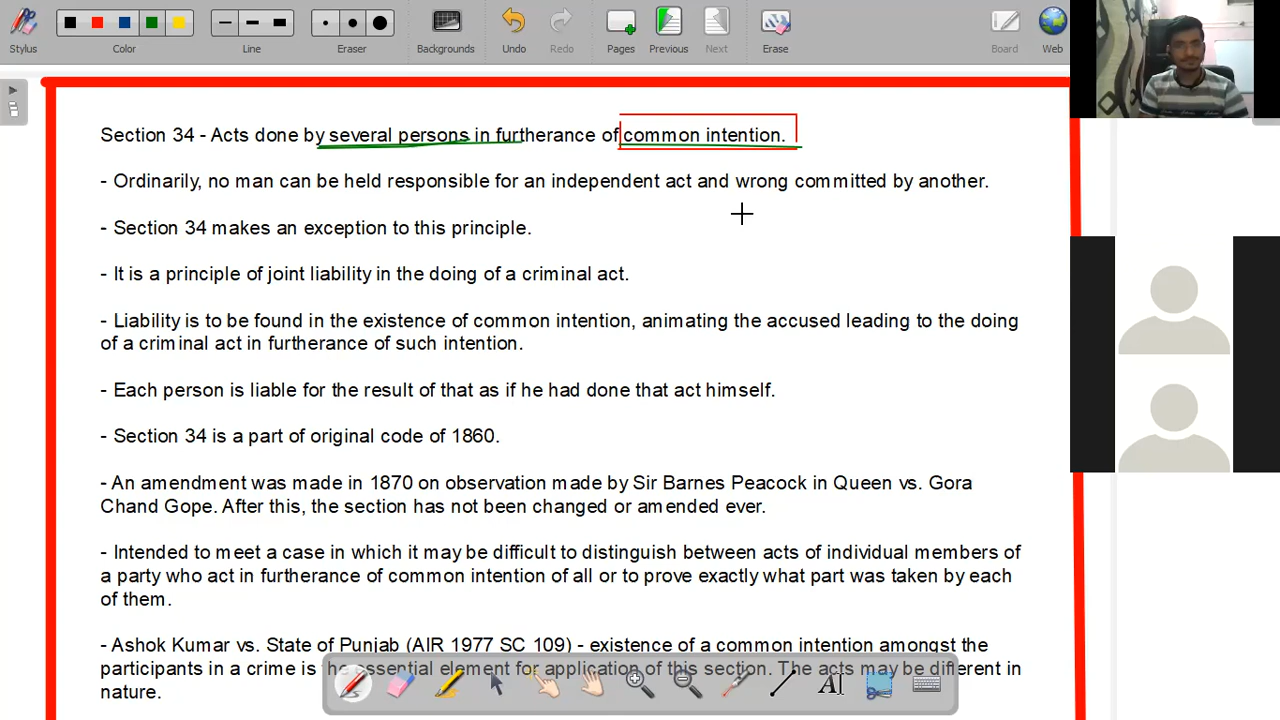 Stylus Color Line Eraser Backgrounds Undo Redo Pages Previous Next Erase Board Web
Section 34 - Acts done by several persons in furtherance of common intention.
- Ordinarily, no man can be held responsible for an independent act and wrong committed by another.
- Section 34 makes an exception to this principle.
- It is a principle of joint liability in the doing of a criminal act.
- Liability is to be found in the existence of common intention, animating the accused leading to the doing
of a criminal act in furtherance of such intention.
- Each person is liable for the result of that as if he had done that act himself.
- Section 34 is a part of original code of 1860.
- An amendment was made in 1870 on observation made by Sir Barnes Peacock in Queen vs. Gora
Chand Gope. After this, the section has not been changed or amended ever.
- Intended to meet a case in which it may be difficult to distinguish between acts of individual members of
a party who act in furtherance of common intention of all or to prove exactly what part was taken by each
of them.
- Ashok Kumar vs. State of Punjab (AIR 1977 SC 109) - existence of a common intention amongst the
participants in a crime is the essential element for application of this section. The acts may be different in
nature.